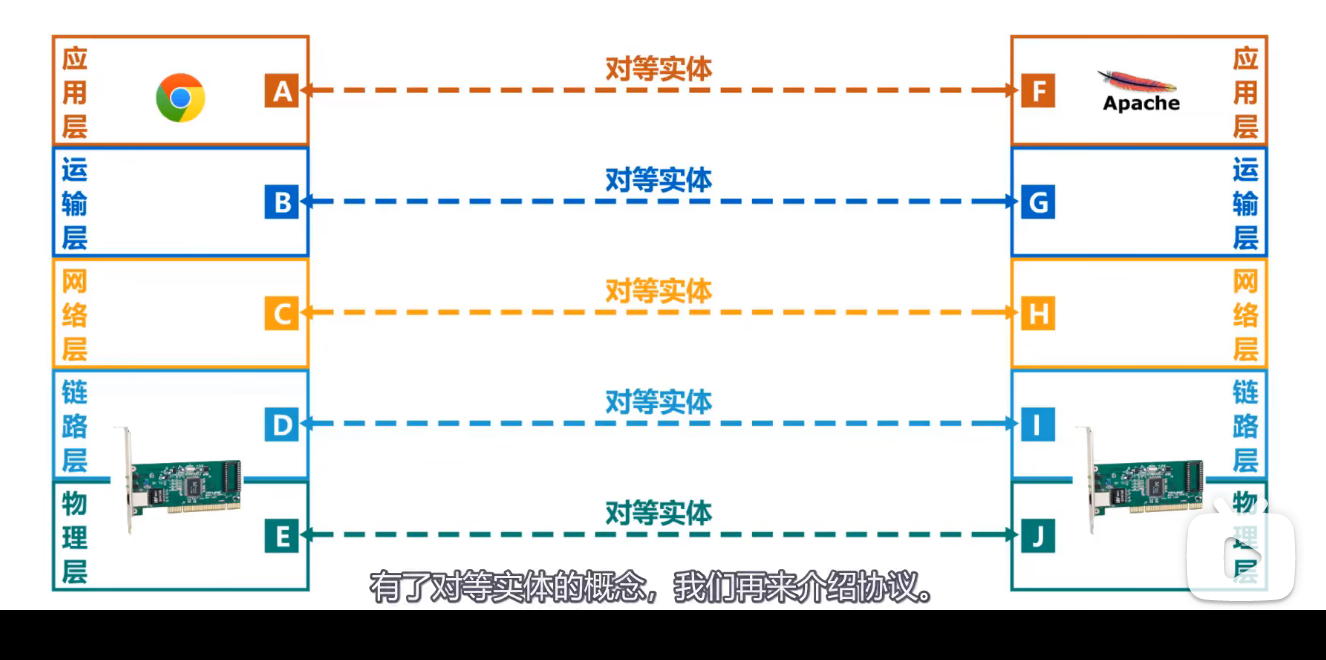 应用层
A
对等实体
F
Apache
应用层
运输层
B
对等实体
G
运输层
网络层
C
对等实体
H
网络层
链路层
D
对等实体
I
链路层
物理层
E
对等实体
J
物理层
有了对等实体的概念，我们再来介绍协议。